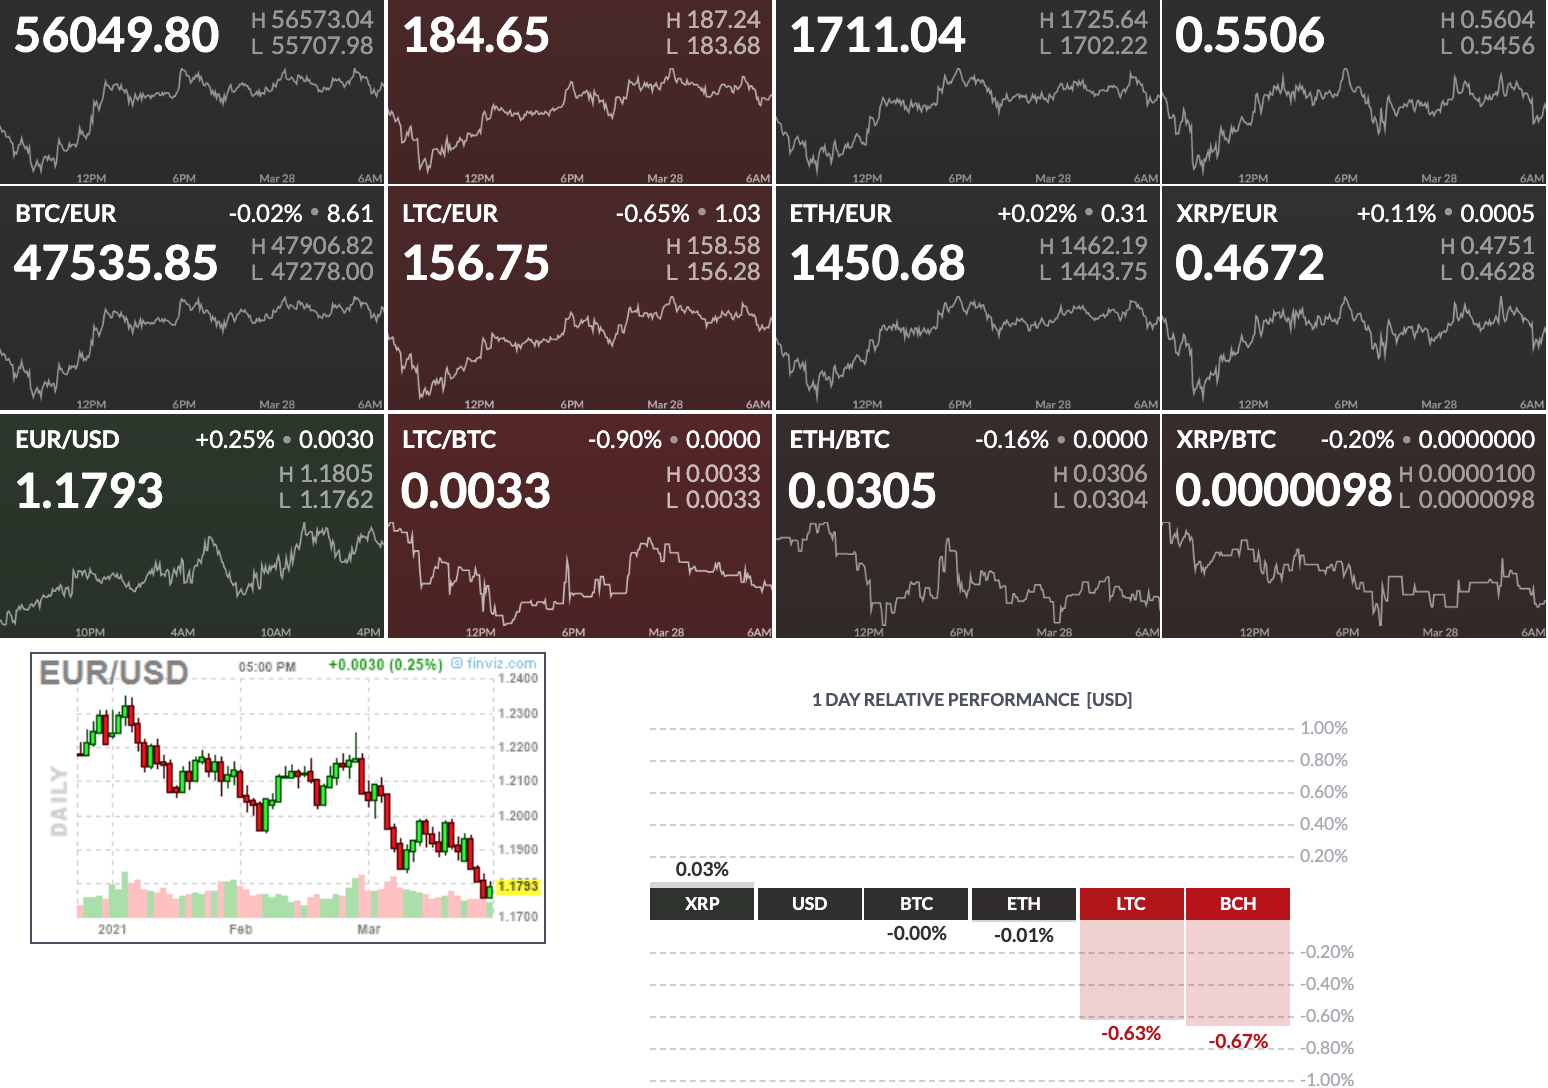 56049.80 H 56573.04
L 55707.98
184.65 H 187.24
L 183.68
1711.04 H 1725.64
L 1702.22
0.5506 H 0.5604
L 0.5456
12PM 6PM Mar 28 6AM
12PM 6PM Mar 28 6AM
12PM 6PM Mar 28 6AM
12PM 6PM Mar 28 6AM
BTC/EUR -0.02% • 8.61
47535.85 H 47906.82
L 47278.00
12PM 6PM Mar 28 6AM
LTC/EUR -0.65% • 1.03
156.75 H 158.58
L 156.28
12PM 6PM Mar 28 6AM
ETH/EUR +0.02% • 0.31
1450.68 H 1462.19
L 1443.75
12PM 6PM Mar 28 6AM
XRP/EUR +0.11% • 0.0005
0.4672 H 0.4751
L 0.4628
12PM 6PM Mar 28 6AM
EUR/USD +0.25% • 0.0030
1.1793 H 1.1805
L 1.1762
10PM 4AM 10AM 4PM
LTC/BTC -0.90% • 0.0000
0.0033 H 0.0033
L 0.0033
12PM 6PM Mar 28 6AM
ETH/BTC -0.16% • 0.0000
0.0305 H 0.0306
L 0.0304
12PM 6PM Mar 28 6AM
XRP/BTC -0.20% • 0.0000000
0.0000098 H 0.0000100
L 0.0000098
12PM 6PM Mar 28 6AM
EUR/USD 05:00 PM +0.0030 (0.25%) © finviz.com
DAILY
1.2400
1.2300
1.2200
1.2100
1.2000
1.1900
1.1793
1.1700
2021 Feb Mar
1 DAY RELATIVE PERFORMANCE [USD]
1.00%
0.80%
0.60%
0.40%
0.20%
0.03%
XRP USD BTC ETH LTC BCH
-0.00% -0.01%
-0.20%
-0.40%
-0.60%
-0.63% -0.67%
-0.80%
-1.00%